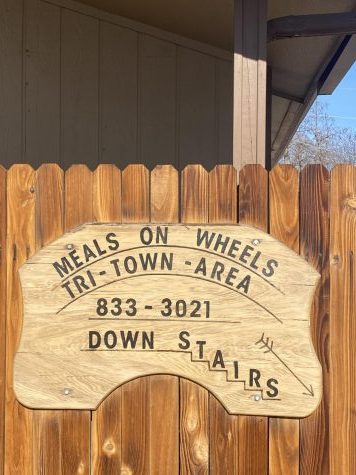 MEALS ON WHEELS
TRI-TOWN-AREA
833-3021
DOWN STAIRS